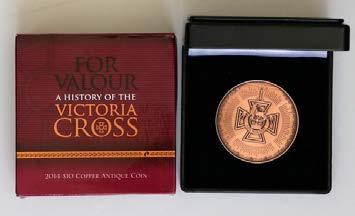 FOR
VALOUR
A HISTORY OF THE
VICTORIA
CROSS
2014 $10 COPPER ANTIQUE COIN